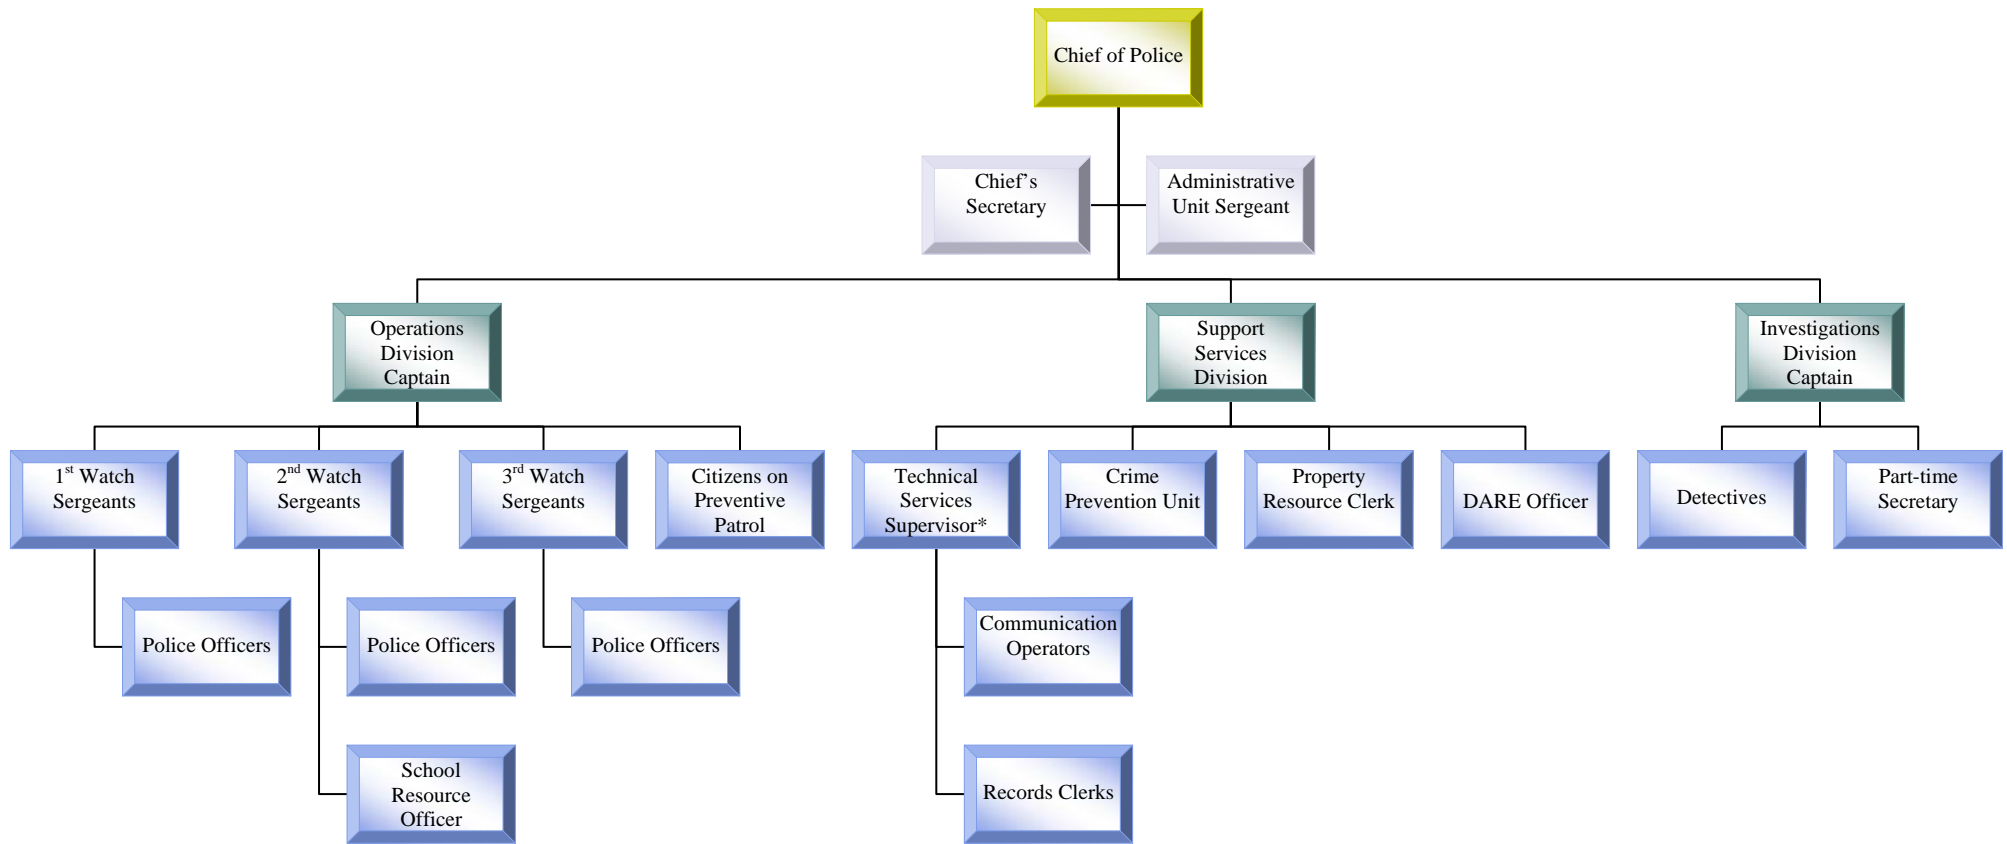 Chief of Police
Chief’s
Secretary
Administrative
Unit Sergeant
Operations
Division
Captain
Support
Services
Division
Investigations
Division
Captain
1st Watch
Sergeants
2nd Watch
Sergeants
3rd Watch
Sergeants
Citizens on
Preventive
Patrol
Technical
Services
Supervisor*
Crime
Prevention Unit
Property
Resource Clerk
DARE Officer
Detectives
Part-time
Secretary
Police Officers
Police Officers
Police Officers
Communication
Operators
School
Resource
Officer
Records Clerks